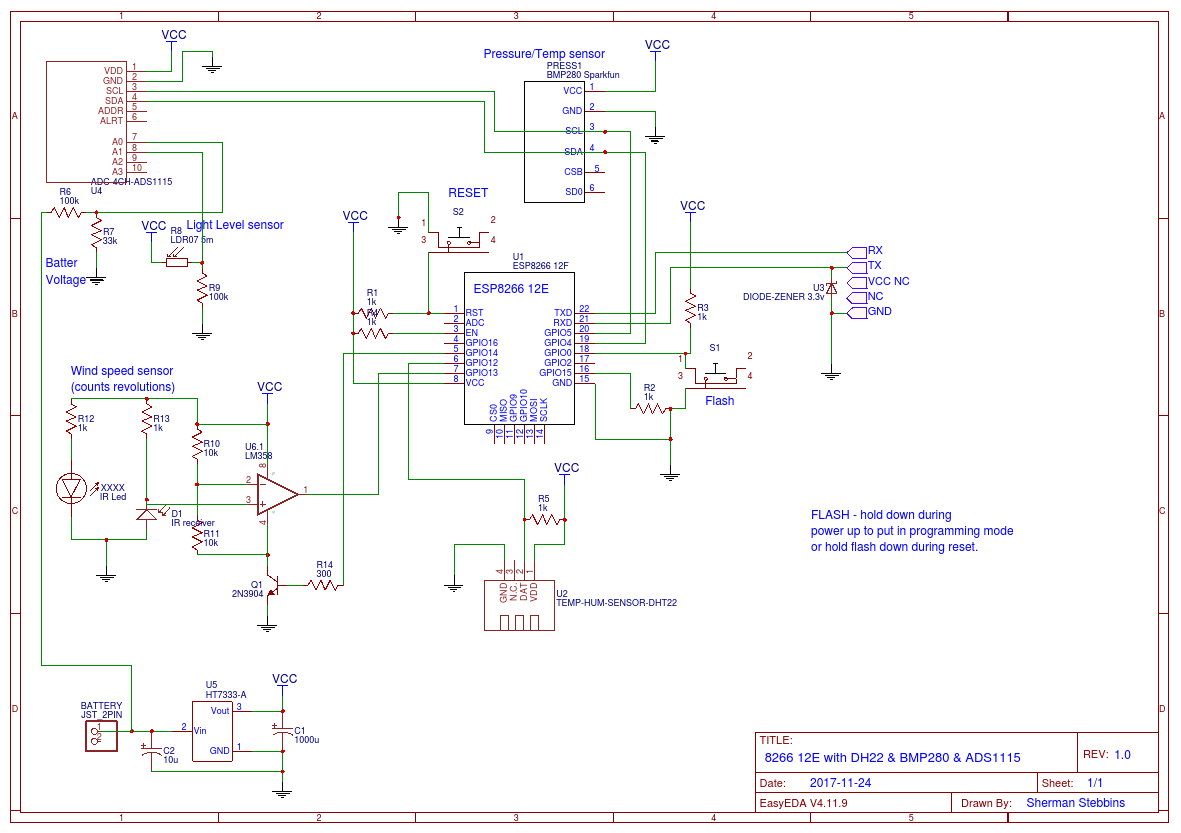 1 2 3 4 5
A
B
C
D
A
B
C
D
1 2 3 4 5
VCC
VDD 1
GND 2
SCL 3
SDA 4
ADDR 5
ALRT 6
A0 7
A1 8
A2 9
A3 10
ADC-4CH-ADS1115
U4
R6
100k
R7
33k
Batter
Voltage
VCC
R8
LDR07 5m
Light Level sensor
R9
100k
Pressure/Temp sensor
PRESS1
BMP280 Sparkfun
VCC 1
GND 2
SCL 3
SDA 4
CSB 5
SD0 6
VCC
RESET
S2
1 2
3 4
VCC
R1
1k
R4
1k
U1
ESP8266 12F
ESP8266 12E
1 RST
2 ADC
3 EN
4 GPIO16
5 GPIO14
6 GPIO12
7 GPIO13
8 VCC
TXD 22
RXD 21
GPIO5 20
GPIO4 19
GPIO0 18
GPIO2 17
GPIO15 16
GND 15
CS0 MISO GPIO9 GPIO10 MOSI SCLK
9 10 11 12 13 14
VCC
R3
1k
S1
1 2
3 4
Flash
R2
1k
RX
TX
VCC NC
NC
GND
U3
DIODE-ZENER 3.3v
Wind speed sensor
(counts revolutions)
R12
1k
R13
1k
R10
10k
R11
10k
XXXX
IR Led
D1
IR receiver
VCC
U6.1
LM358
8
2
3
1
4
Q1
2N3904
R14
300
VCC
R5
1k
4 3 2 1
GND N.C. DAT VDD
U2
TEMP-HUM-SENSOR-DHT22
FLASH - hold down during
power up to put in programming mode
or hold flash down during reset.
BATTERY
JST_2PIN
1
2
C2
10u
U5
HT7333-A
Vout 3
2 Vin
GND 1
VCC
C1
1000u
TITLE:
8266 12E with DH22 & BMP280 & ADS1115
REV: 1.0
Date: 2017-11-24
Sheet: 1/1
EasyEDA V4.11.9
Drawn By: Sherman Stebbins